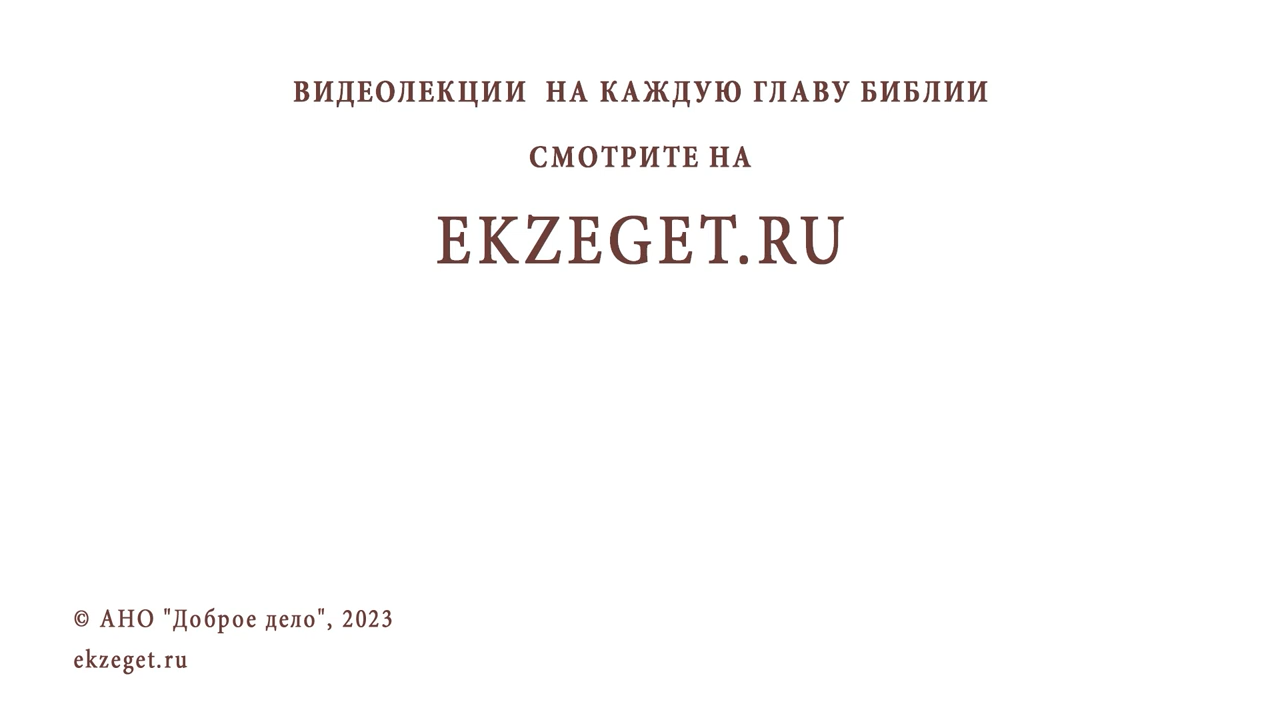 ВИДЕОЛЕКЦИИ НА КАЖДУЮ ГЛАВУ БИБЛИИ
СМОТРИТЕ НА
EKZEGET.RU
© АНО "Доброе дело", 2023
ekzeget.ru